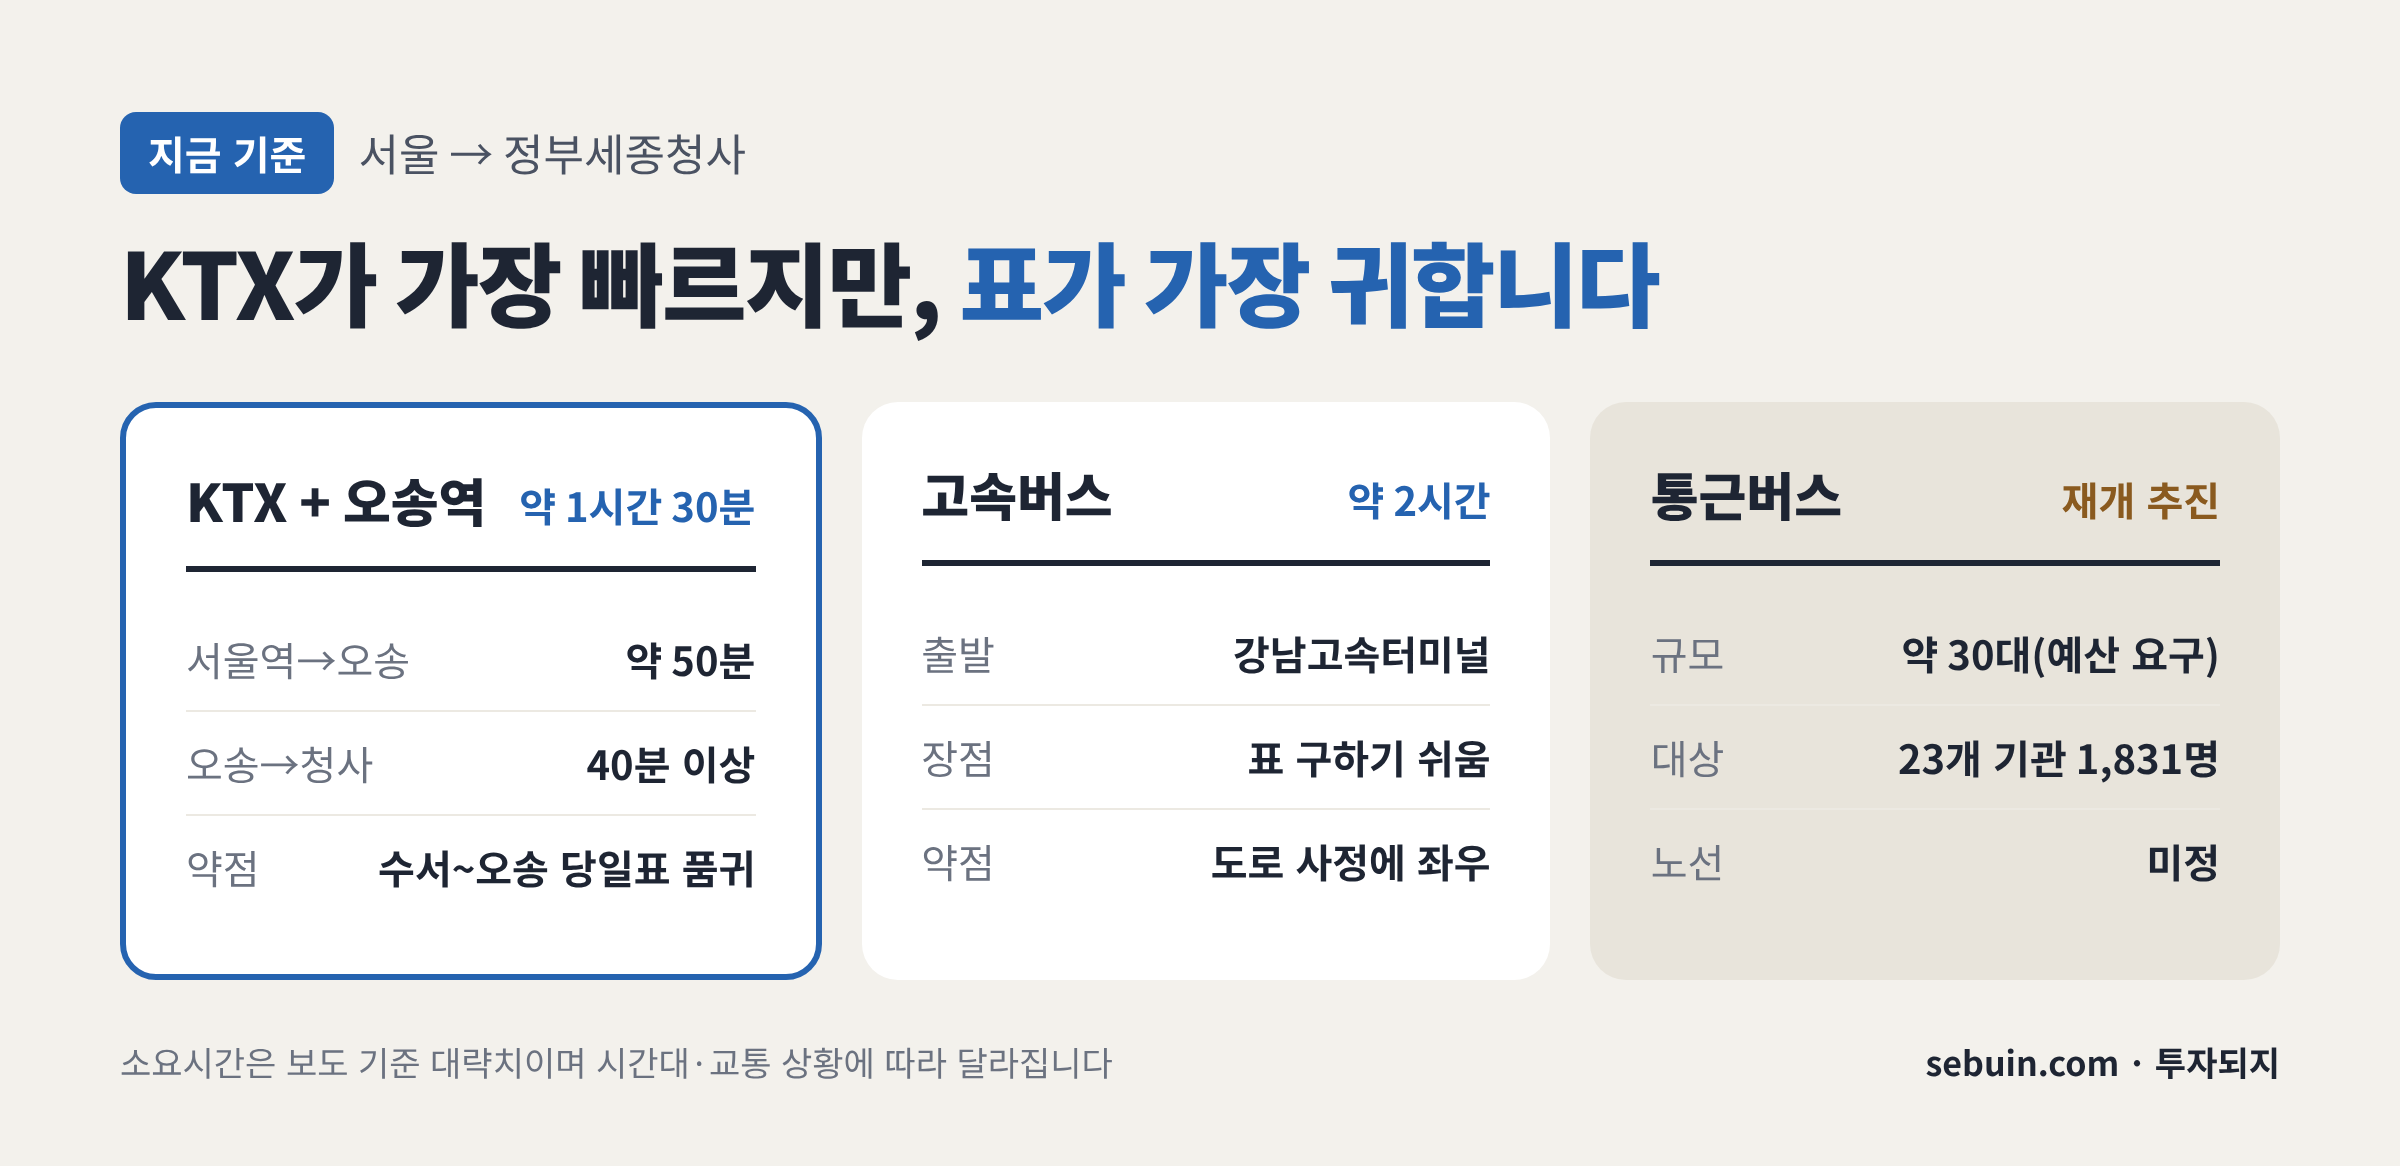 지금 기준 서울 → 정부세종청사
KTX가 가장 빠르지만, 표가 가장 귀합니다
KTX + 오송역 약 1시간 30분
서울역→오송 약 50분
오송→청사 40분 이상
약점 수서~오송 당일표 품귀
고속버스 약 2시간
출발 강남고속터미널
장점 표 구하기 쉬움
약점 도로 사정에 좌우
통근버스 재개 추진
규모 약 30대(예산 요구)
대상 23개 기관 1,831명
노선 미정
소요시간은 보도 기준 대략치이며 시간대·교통 상황에 따라 달라집니다
sebuin.com · 투자되지